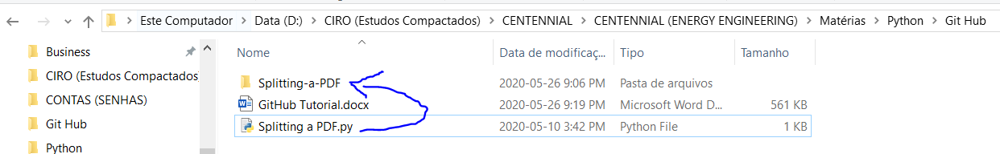 Este Computador > Data (D:) > CIRO (Estudos Compactados) > CENTENNIAL > CENTENNIAL (ENERGY ENGINEERING) > Matérias > Python > Git Hub
Business
CIRO (Estudos Compactados)
CONTAS (SENHAS)
Git Hub
Python
Nome Data de modificaç... Tipo Tamanho
Splitting-a-PDF 2020-05-26 9:06 PM Pasta de arquivos
GitHub Tutorial.docx 2020-05-26 9:19 PM Microsoft Word D... 561 KB
Splitting a PDF.py 2020-05-10 3:42 PM Python File 1 KB